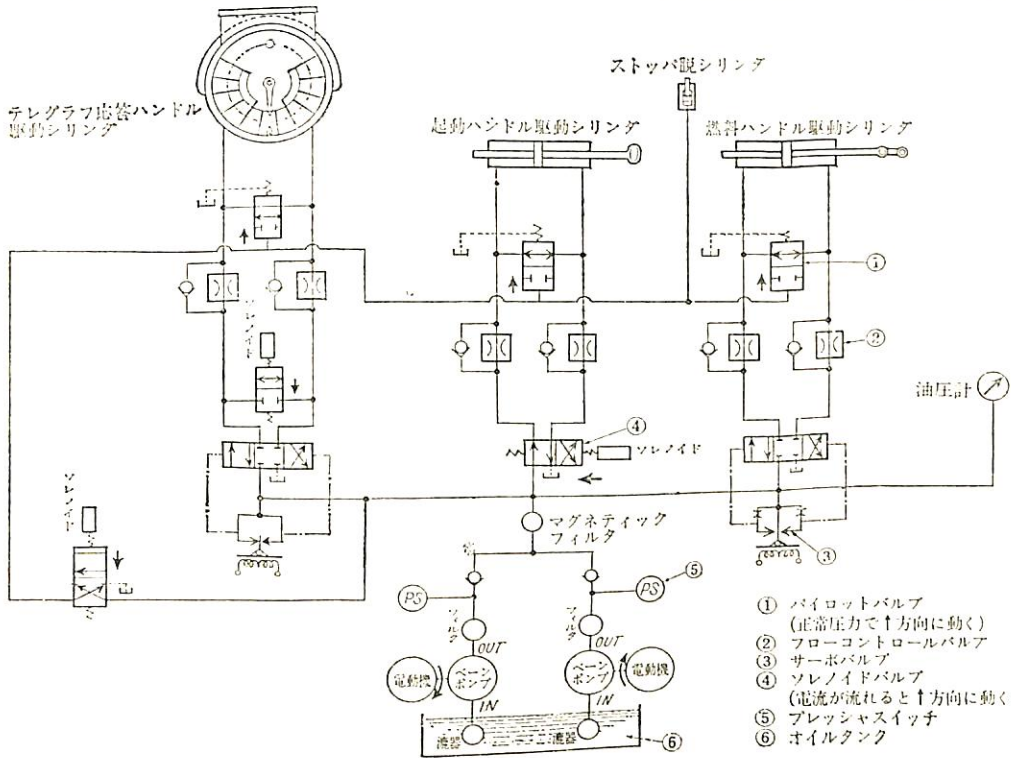 テレグラフ応答ハンドル
駆動シリンダ
ストッパ脱シリンダ
起動ハンドル駆動シリンダ
燃料ハンドル駆動シリンダ
①
②
油圧計
ソレノイド
④
ソレノイド
ソレノイド
マグネティック
フィルタ
③
PS
PS
⑤
フィルタ
フィルタ
OUT
OUT
電動機
ベーン
ポンプ
ベーン
ポンプ
電動機
IN
IN
濾器
濾器
⑥
① パイロットバルブ
(正常圧力で↑方向に動く)
② フローコントロールバルブ
③ サーボバルブ
④ ソレノイドバルブ
(電流が流れると↑方向に動く
⑤ プレッシャスイッチ
⑥ オイルタンク